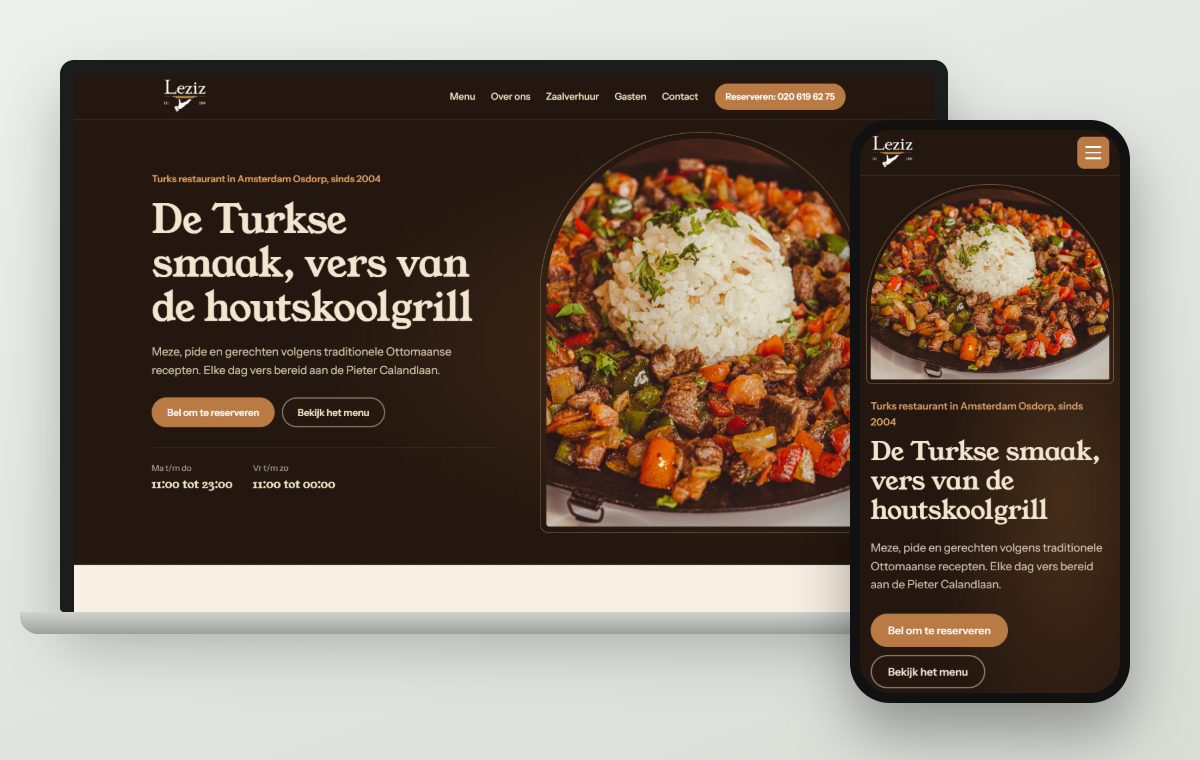 Leziz
Menu Over ons Zaalverhuur Gasten Contact Reserveren: 020 619 62 75
Turks restaurant in Amsterdam Osdorp, sinds 2004
De Turkse
smaak, vers van
de houtskoolgrill
Meze, pide en gerechten volgens traditionele Ottomaanse
recepten. Elke dag vers bereid aan de Pieter Calandlaan.
Bel om te reserveren Bekijk het menu
Ma t/m do Vr t/m zo
11:00 tot 23:00 11:00 tot 00:00
Leziz
Turks restaurant in Amsterdam Osdorp, sinds
2004
De Turkse smaak,
vers van de
houtskoolgrill
Meze, pide en gerechten volgens traditionele
Ottomaanse recepten. Elke dag vers bereid
aan de Pieter Calandlaan.
Bel om te reserveren
Bekijk het menu